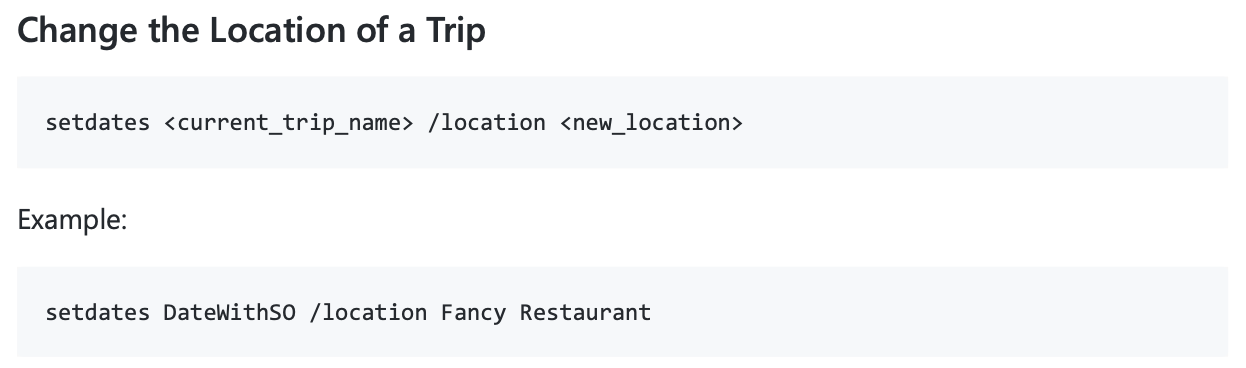 Change the Location of a Trip
setdates <current_trip_name> /location <new_location>
Example:
setdates DateWithSO /location Fancy Restaurant